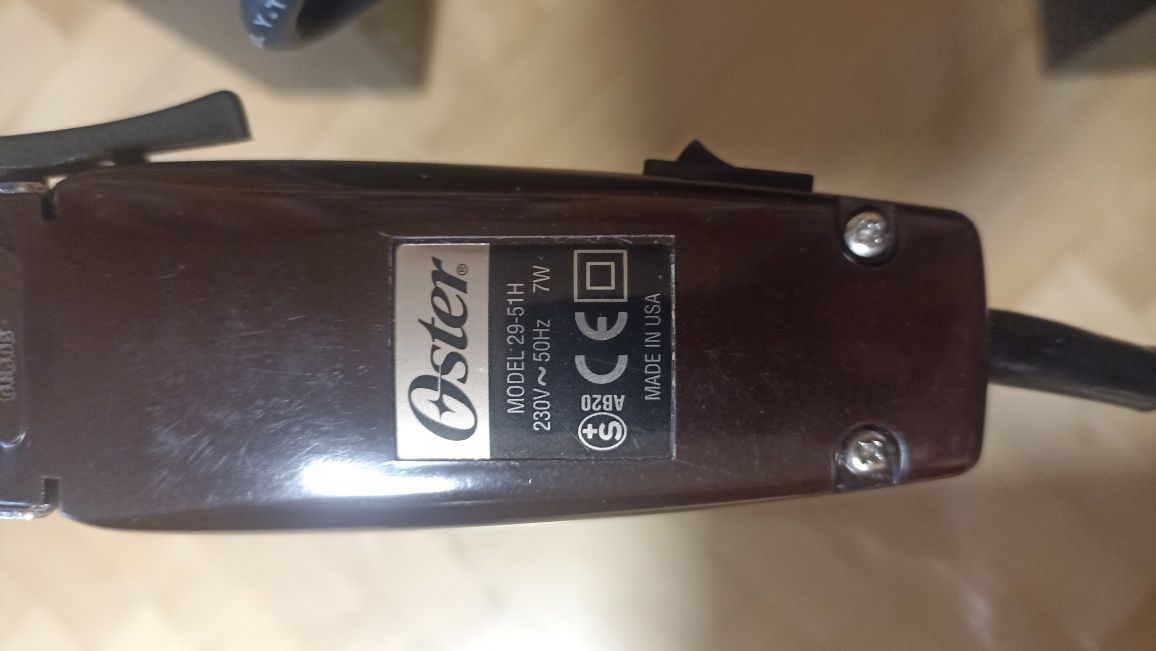 Oster®
MODEL 29-51H
230V~50Hz 7W
S+ AB20 CE
MADE IN USA